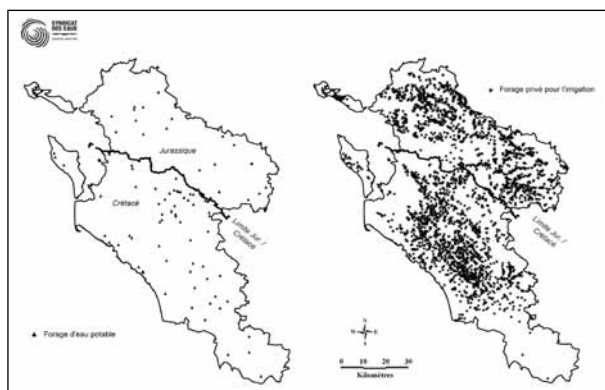 SYNDICAT
DES EAUX
Forage privé pour l'irrigation
Jurassique
Crétacé
Limite Jur. /
Crétacé
Limite Jur. /
Crétacé
Forage d'eau potable
N
W
E
S
0 10 20 30
Kilomètres